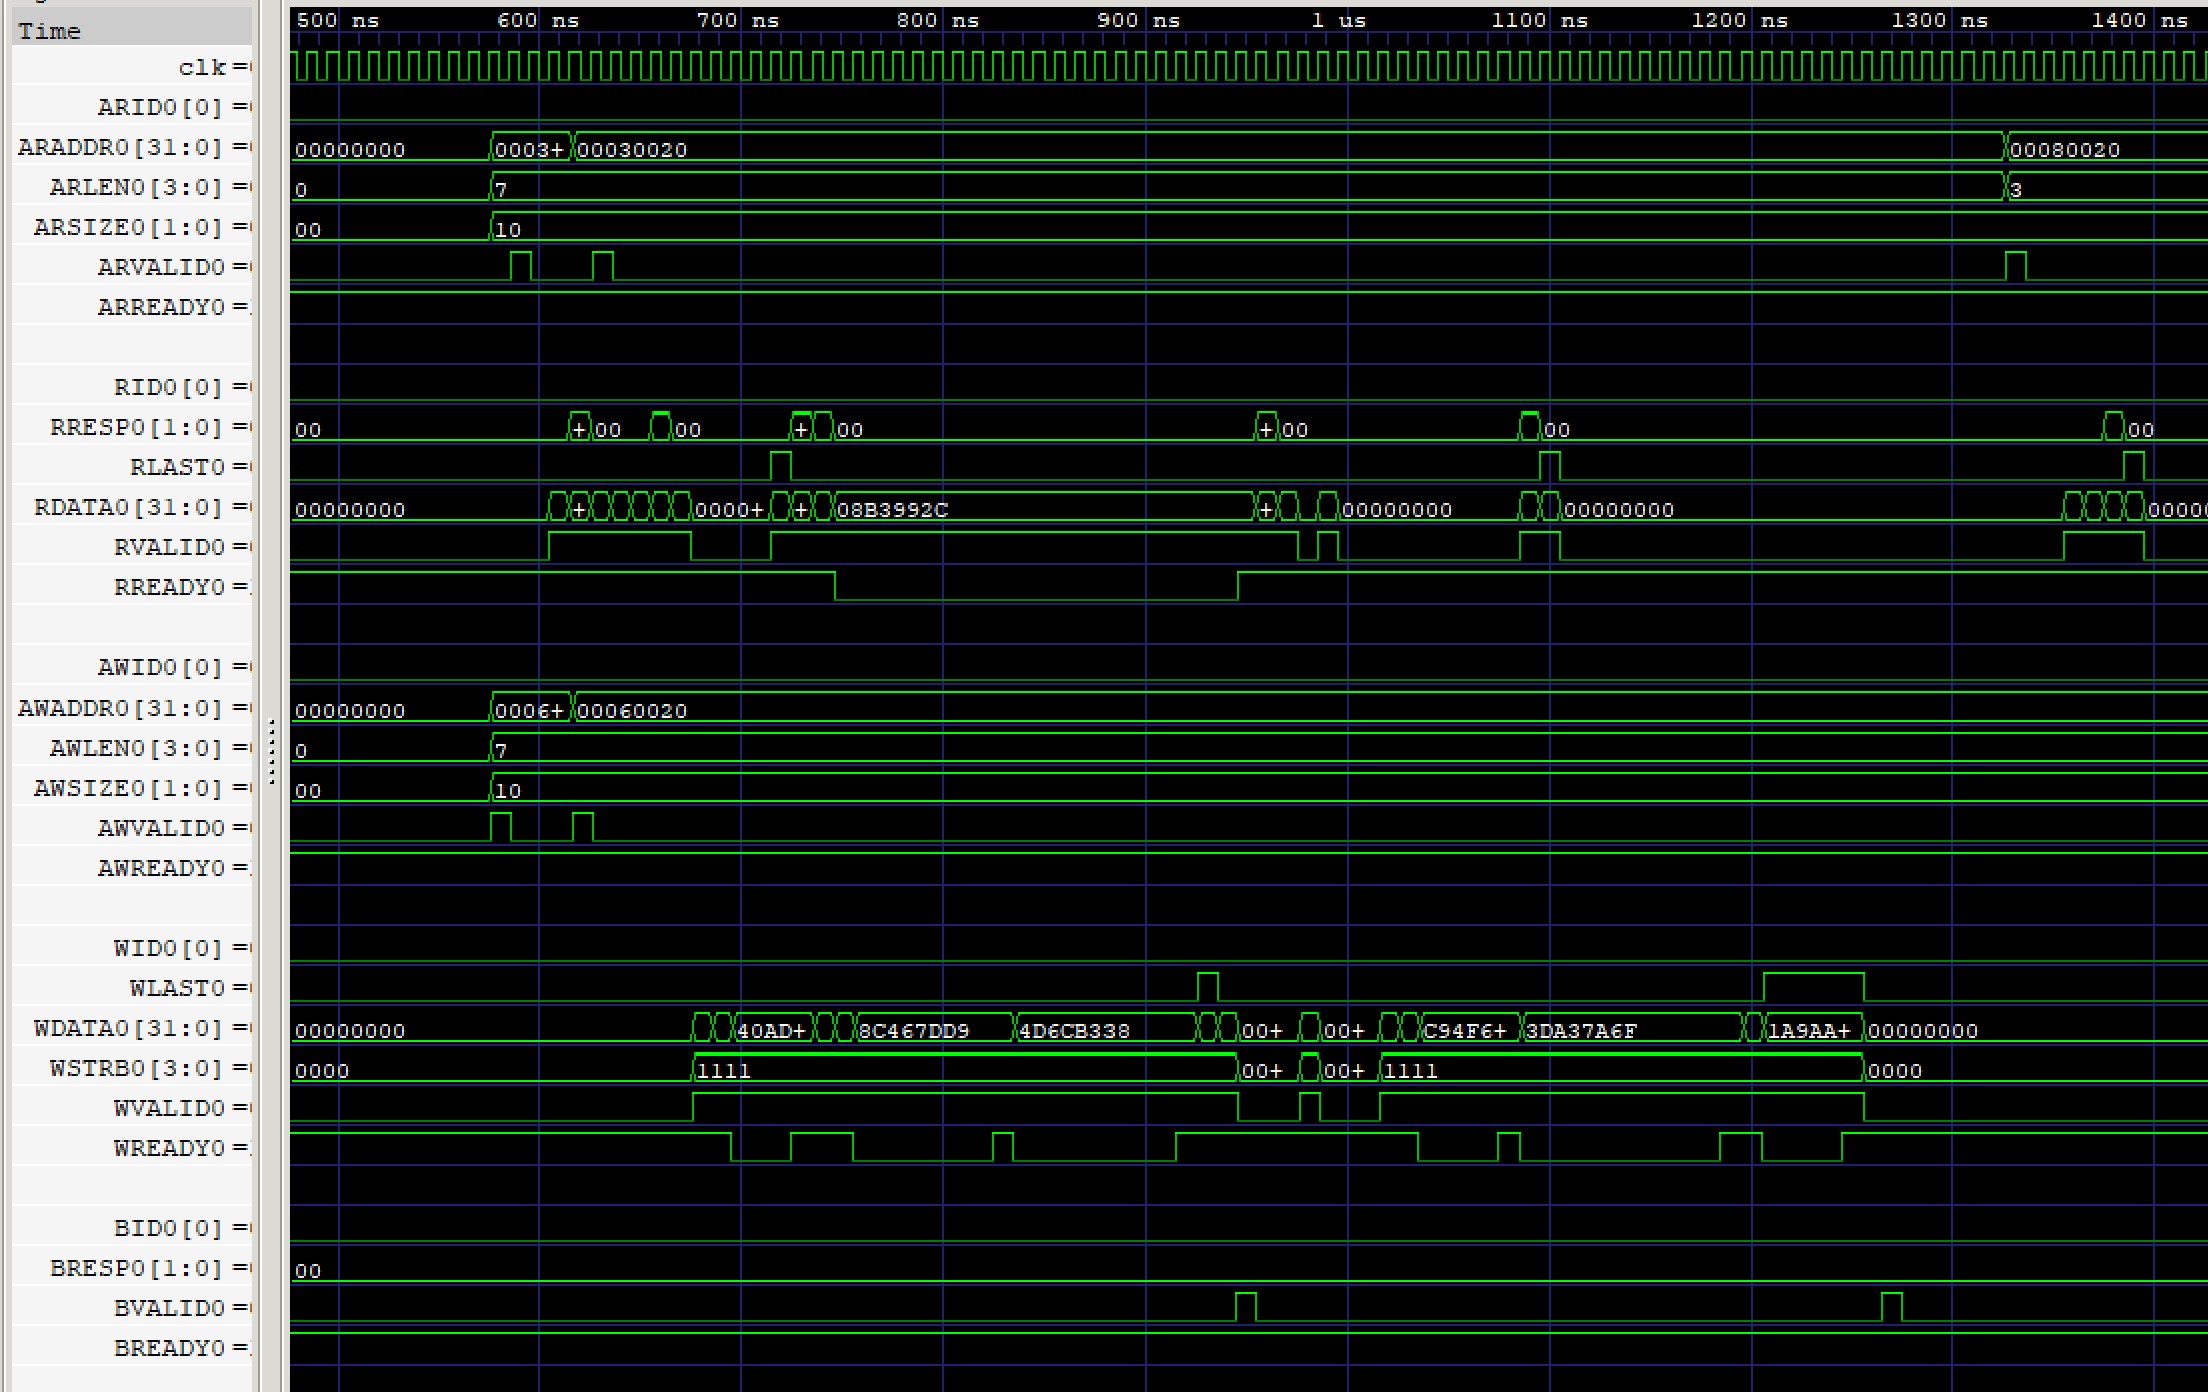 500 ns 600 ns 700 ns 800 ns 900 ns 1 us 1100 ns 1200 ns 1300 ns 1400 ns
Time
clk =
ARID0[0] =
ARADDR0[31:0] = 00000000 0003+ 00030020 00080020
ARLEN0[3:0] = 0 7 3
ARSIZE0[1:0] = 00 10
ARVALID0 =
ARREADY0 =
RID0[0] =
RRESP0[1:0] = 00 + 00 00 + 00 + 00 00 00
RLAST0 =
RDATA0[31:0] = 00000000 + 0000+ + 08B3992C + 00000000 00000000 00000
RVALID0 =
RREADY0 =
AWID0[0] =
AWADDR0[31:0] = 00000000 0006+ 00060020
AWLEN0[3:0] = 0 7
AWSIZE0[1:0] = 00 10
AWVALID0 =
AWREADY0 =
WID0[0] =
WLAST0 =
WDATA0[31:0] = 00000000 40AD+ 8C467DD9 4D6CB338 00+ 00+ C94F6+ 3DA37A6F 1A9AA+ 00000000
WSTRB0[3:0] = 0000 1111 00+ 00+ 1111 0000
WVALID0 =
WREADY0 =
BID0[0] =
BRESP0[1:0] = 00
BVALID0 =
BREADY0 =